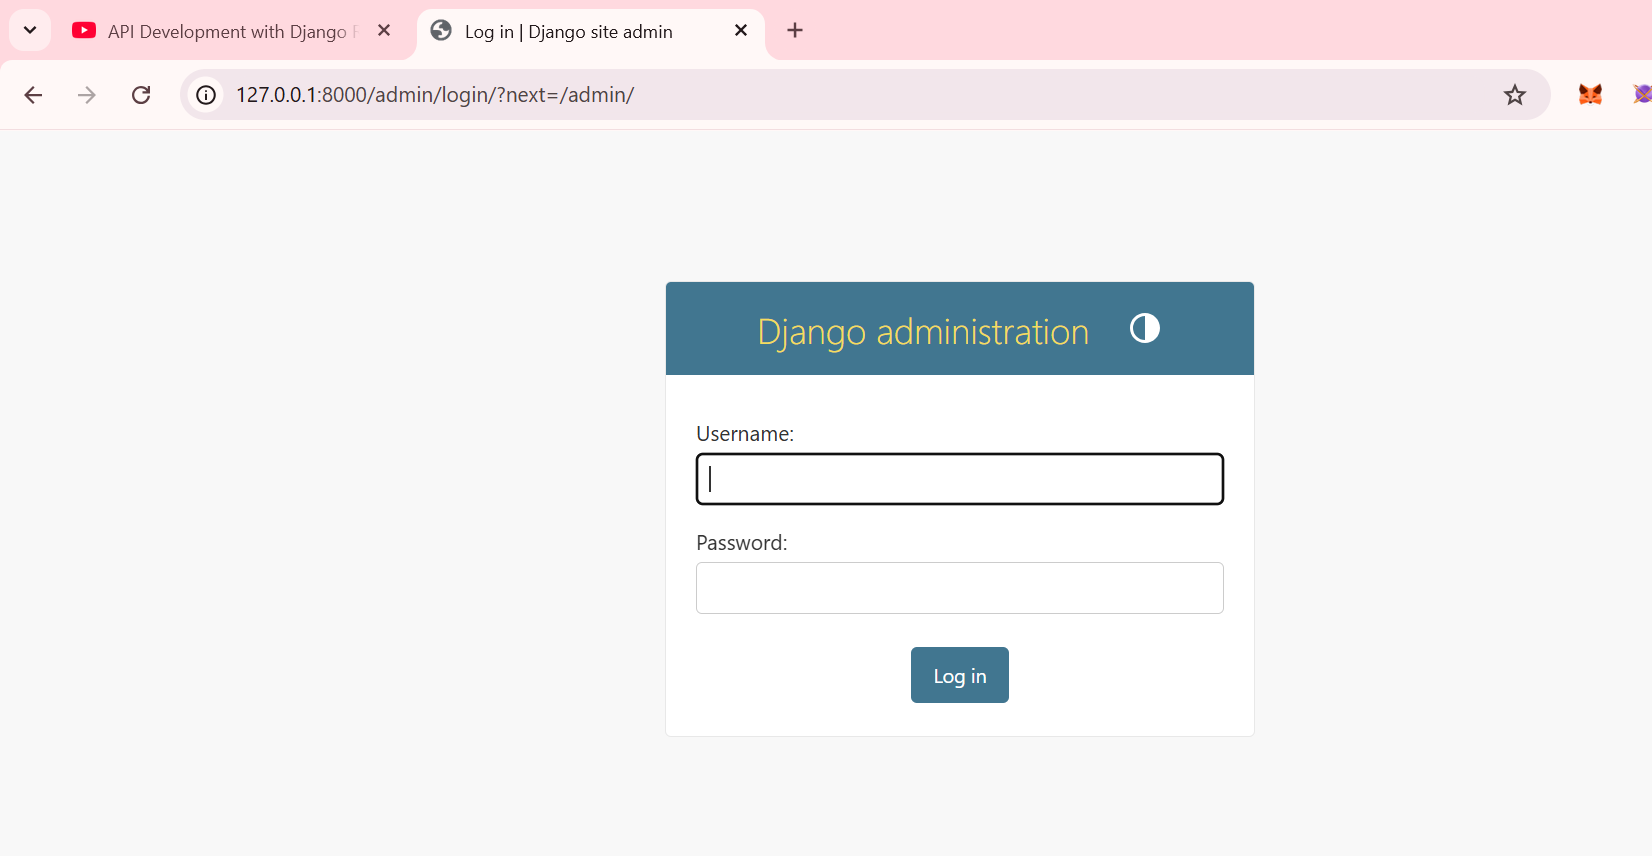 API Development with Django
Log in | Django site admin
127.0.0.1:8000/admin/login/?next=/admin/
Django administration
Username:
Password:
Log in